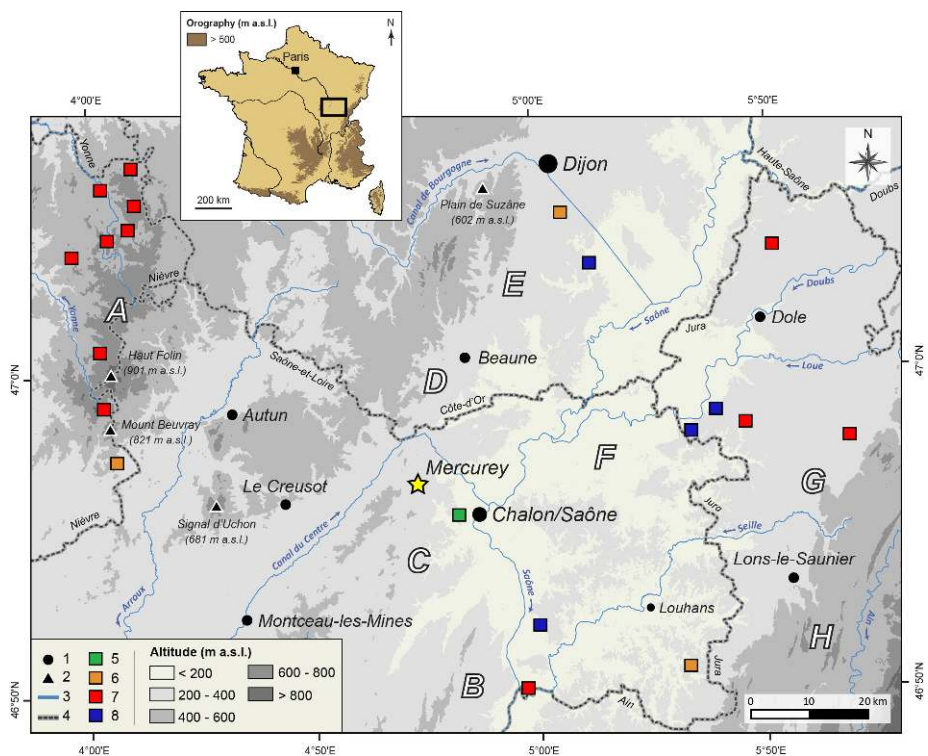 Orography (m a.s.l.)
> 500
N
Paris
200 km
4°00'E
5°00'E
5°50'E
N
Yonne
Canal de Bourgogne
Dijon
Haute-Saône
Doubs
Plain de Suzâne
(602 m a.s.l.)
Nièvre
Yonne
A
E
Saône
Doubs
Jura
Dole
Haut Folin
(901 m a.s.l.)
Saône-et-Loire
Beaune
Loue
47°0'N
47°0'N
D
Côte-d'Or
Autun
Mount Beuvray
(821 m a.s.l.)
F
Mercurey
Le Creusot
G
Nièvre
Signal d'Uchon
(681 m a.s.l.)
Canal du Centre
Chalon/Saône
Jura
Seille
C
Lons-le-Saunier
Arroux
Saône
Louhans
Ain
Montceau-les-Mines
H
1
5
2
6
3
7
4
8
Altitude (m a.s.l.)
< 200
600 - 800
200 - 400
> 800
400 - 600
B
Jura
Ain
0
10
20 km
46°50'N
46°50'N
4°00'E
4°50'E
5°00'E
5°50'E